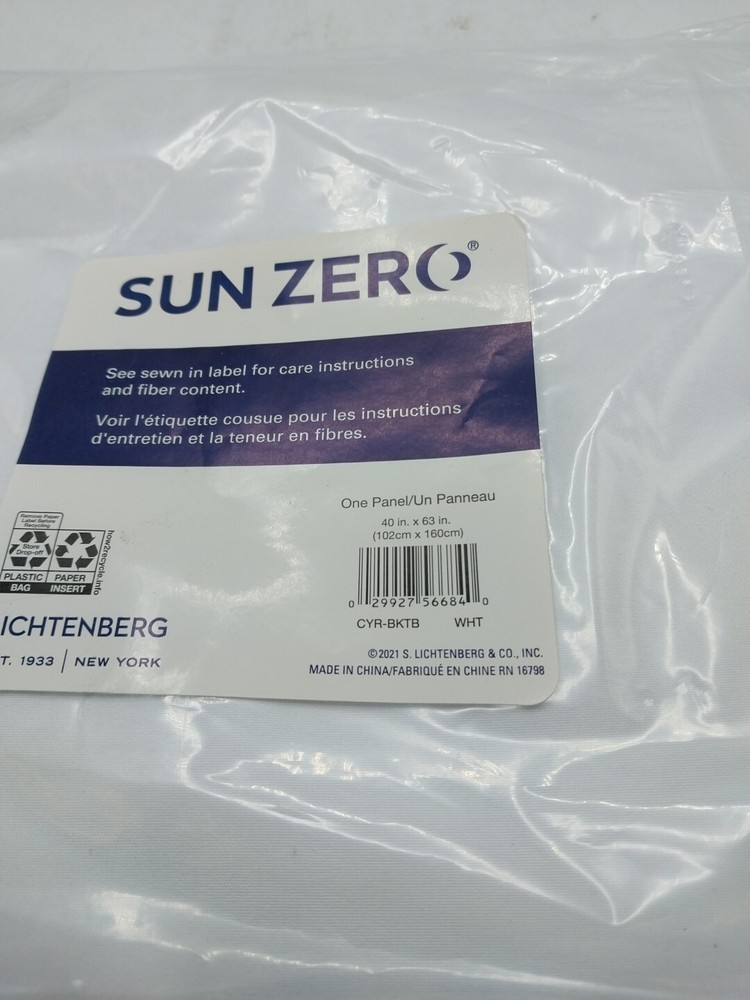 SUN ZERO®
See sewn in label for care instructions
and fiber content.
Voir l'étiquette cousue pour les instructions
d'entretien et la teneur en fibres.
One Panel/Un Panneau
40 in. x 63 in.
(102cm x 160cm)
0 29927 56684 0
CYR-BKTB WHT
Remove Paper
Label Before
Recycling
Store
Drop-off
PLASTIC PAPER
BAG INSERT
how2recycle.info
ICHTENBERG
T. 1933 | NEW YORK
©2021 S. LICHTENBERG & CO., INC.
MADE IN CHINA/FABRIQUÉ EN CHINE RN 16798